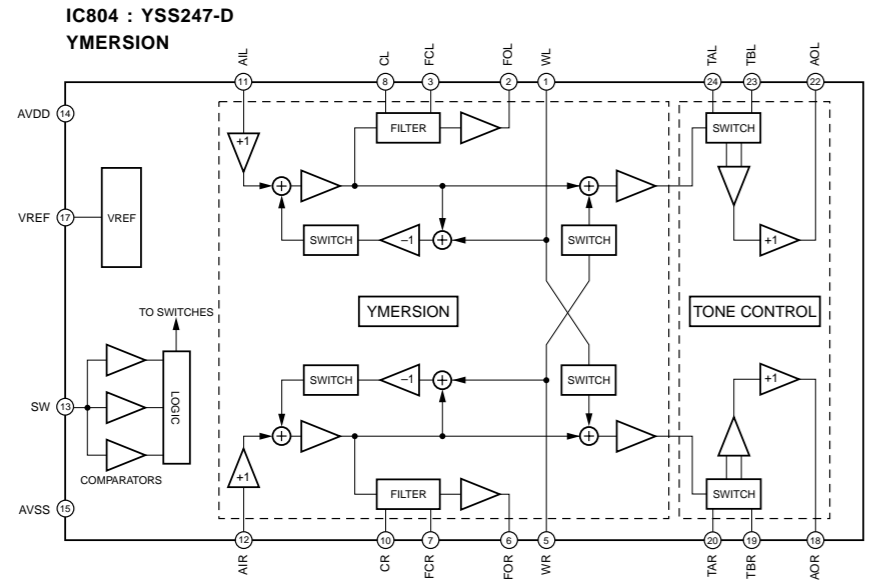 IC804 : YSS247-D
YMERSION
AIL
CL
FCL
FOL
WL
TAL
TBL
AOL
11
8
3
2
1
24
23
22
AVDD 14
+1
FILTER
SWITCH
VREF 17
VREF
SWITCH
–1
SWITCH
+1
TO SWITCHES
YMERSION
TONE CONTROL
SWITCH
–1
SWITCH
+1
SW 13
LOGIC
COMPARATORS
+1
FILTER
SWITCH
AVSS 15
12
10
7
6
5
20
19
18
AIR
CR
FCR
FOR
WR
TAR
TBR
AOR